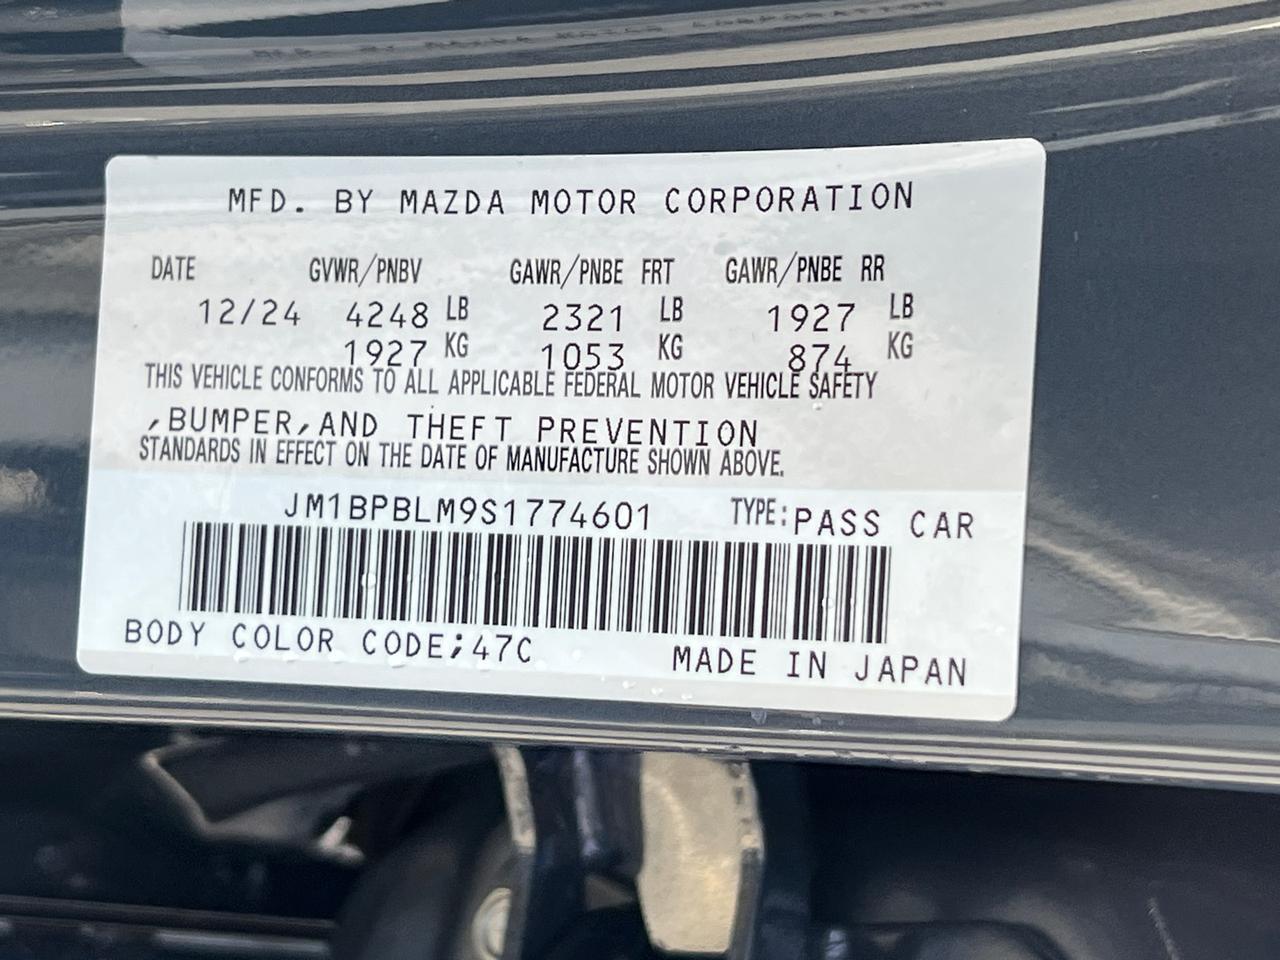 MFD. BY MAZDA MOTOR CORPORATION
DATE GVWR/PNBV GAWR/PNBE FRT GAWR/PNBE RR
12/24 4248 LB 2321 LB 1927 LB
1927 KG 1053 KG 874 KG
THIS VEHICLE CONFORMS TO ALL APPLICABLE FEDERAL MOTOR VEHICLE SAFETY
,BUMPER,AND THEFT PREVENTION
STANDARDS IN EFFECT ON THE DATE OF MANUFACTURE SHOWN ABOVE.
JM1BPBLM9S1774601 TYPE:PASS CAR
BODY COLOR CODE;47C MADE IN JAPAN